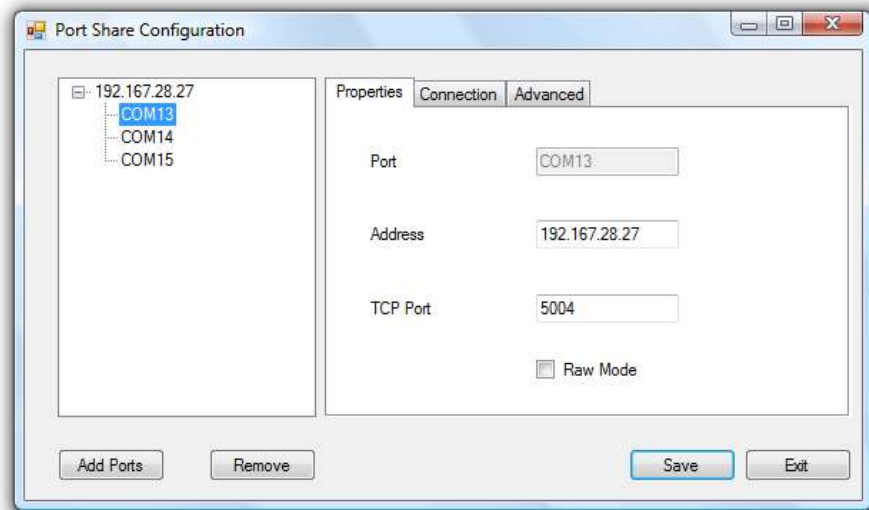 Port Share Configuration
192.167.28.27
COM13
COM14
COM15
Properties Connection Advanced
Port COM13
Address 192.167.28.27
TCP Port 5004
Raw Mode
Add Ports Remove Save Exit